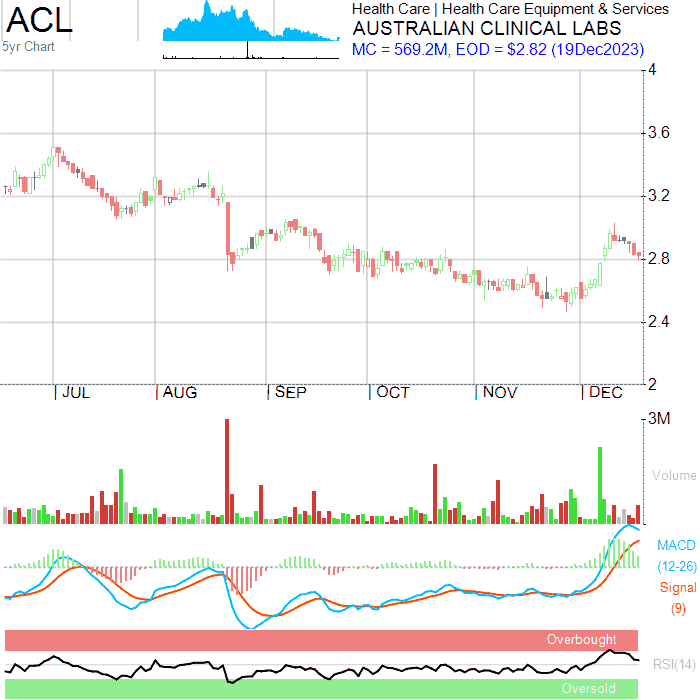 ACL
5yr Chart
Health Care | Health Care Equipment & Services
AUSTRALIAN CLINICAL LABS
MC = 569.2M, EOD = $2.82 (19Dec2023)
4
3.6
3.2
2.8
2.4
2
JUL AUG SEP OCT NOV DEC
3M
Volume
MACD
(12-26)
Signal
(9)
Overbought
RSI(14)
Oversold